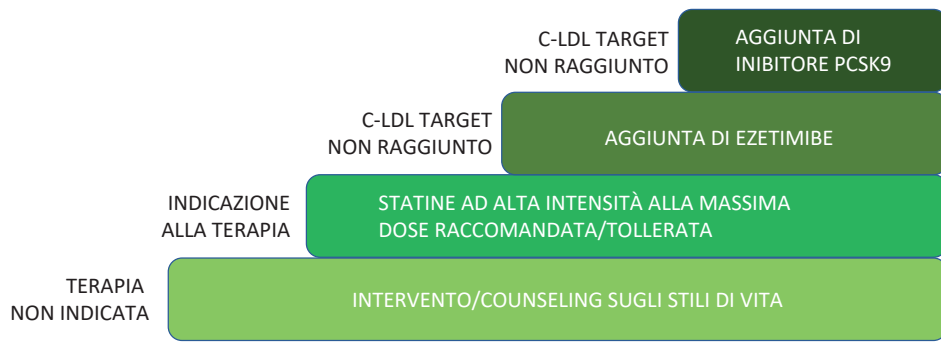 C-LDL TARGET
NON RAGGIUNTO
AGGIUNTA DI
INIBITORE PCSK9
C-LDL TARGET
NON RAGGIUNTO
AGGIUNTA DI EZETIMIBE
INDICAZIONE
ALLA TERAPIA
STATINE AD ALTA INTENSITÀ ALLA MASSIMA
DOSE RACCOMANDATA/TOLLERATA
TERAPIA
NON INDICATA
INTERVENTO/COUNSELING SUGLI STILI DI VITA